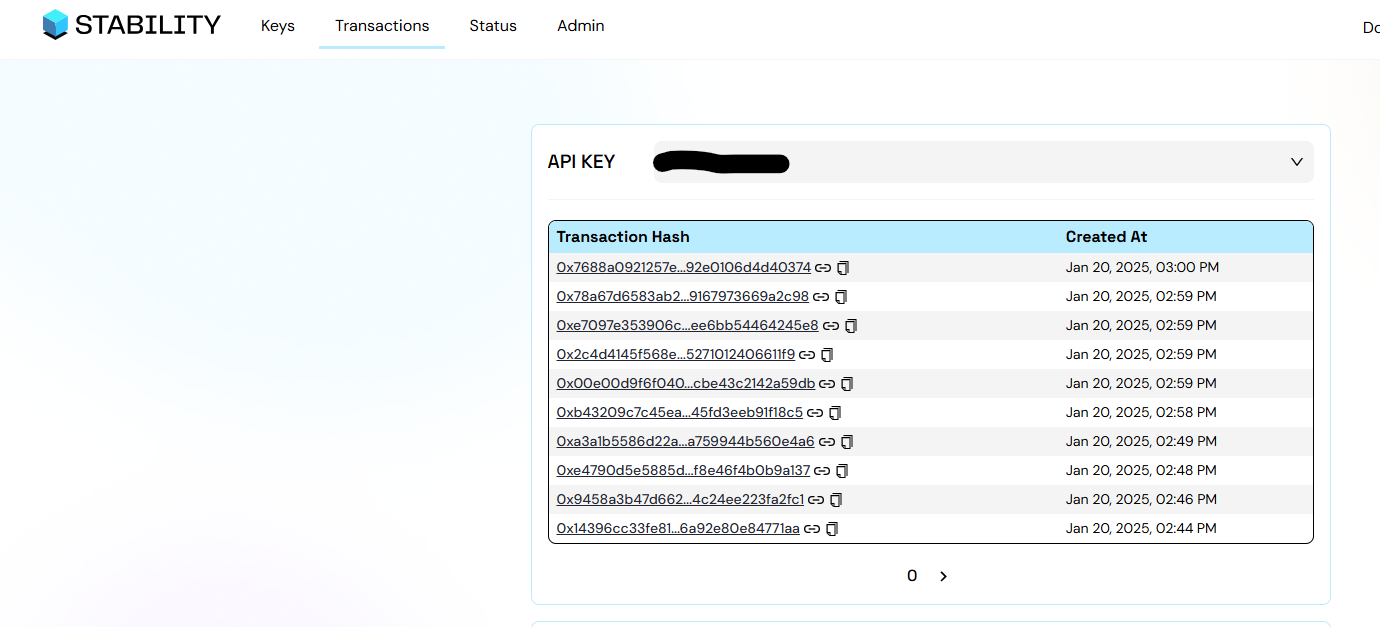 STABILITY Keys Transactions Status Admin
API KEY
Transaction Hash Created At
0x7688a0921257e...92e0106d4d40374 Jan 20, 2025, 03:00 PM
0x78a67d6583ab2...9167973669a2c98 Jan 20, 2025, 02:59 PM
0xe7097e353906c...ee6bb54464245e8 Jan 20, 2025, 02:59 PM
0x2c4d4145f568e...5271012406611f9 Jan 20, 2025, 02:59 PM
0x00e00d9f6f040...cbe43c2142a59db Jan 20, 2025, 02:59 PM
0xb43209c7c45ea...45fd3eeb91f18c5 Jan 20, 2025, 02:58 PM
0xa3a1b5586d22a...a759944b560e4a6 Jan 20, 2025, 02:49 PM
0xe4790d5e5885d...f8e46f4b0b9a137 Jan 20, 2025, 02:48 PM
0x9458a3b47d662...4c24ee223fa2fc1 Jan 20, 2025, 02:46 PM
0x14396cc33fe81...6a92e80e84771aa Jan 20, 2025, 02:44 PM
0